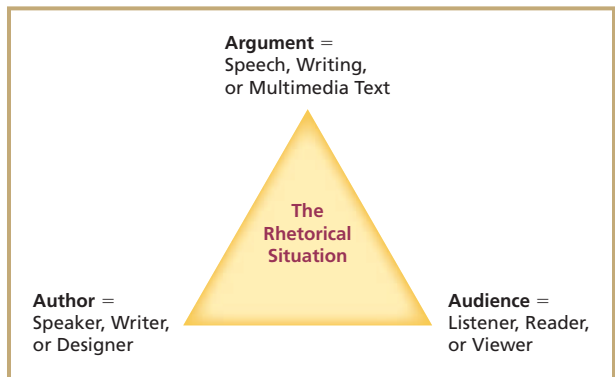 Argument =
Speech, Writing,
or Multimedia Text
The
Rhetorical
Situation
Author =
Speaker, Writer,
or Designer
Audience =
Listener, Reader,
or Viewer